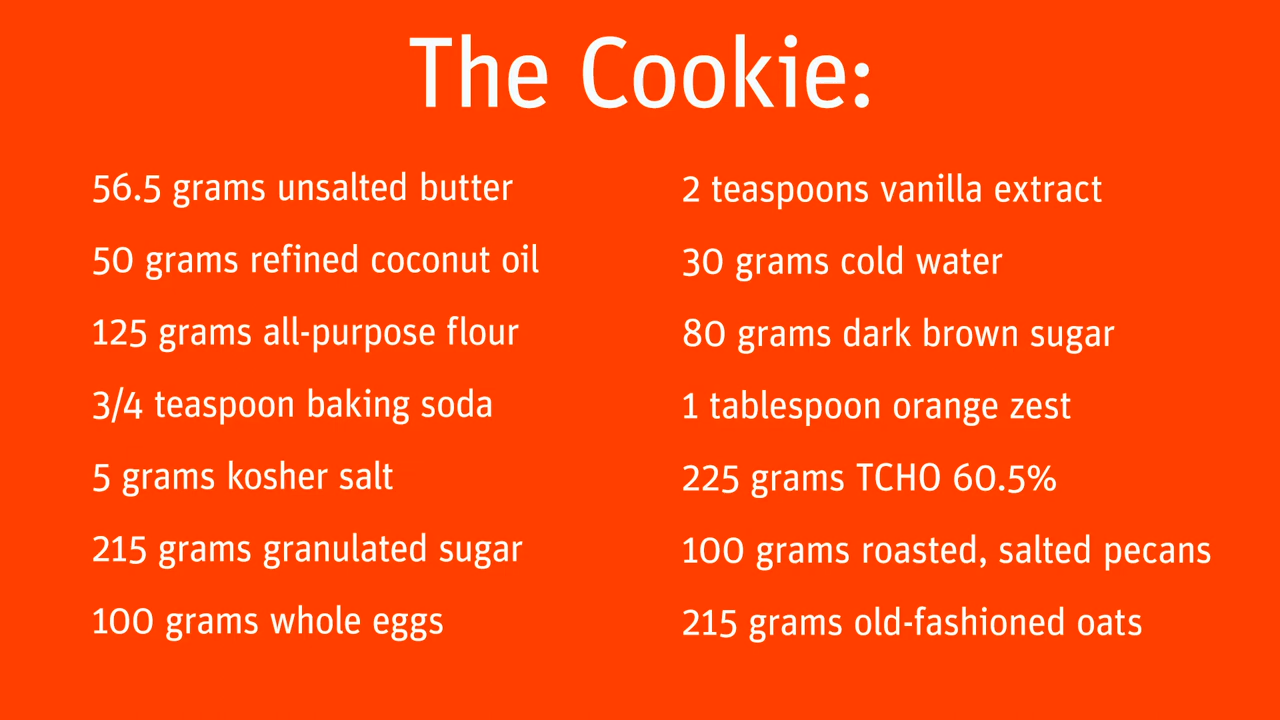 The Cookie:
56.5 grams unsalted butter
50 grams refined coconut oil
125 grams all-purpose flour
3/4 teaspoon baking soda
5 grams kosher salt
215 grams granulated sugar
100 grams whole eggs
2 teaspoons vanilla extract
30 grams cold water
80 grams dark brown sugar
1 tablespoon orange zest
225 grams TCHO 60.5%
100 grams roasted, salted pecans
215 grams old-fashioned oats